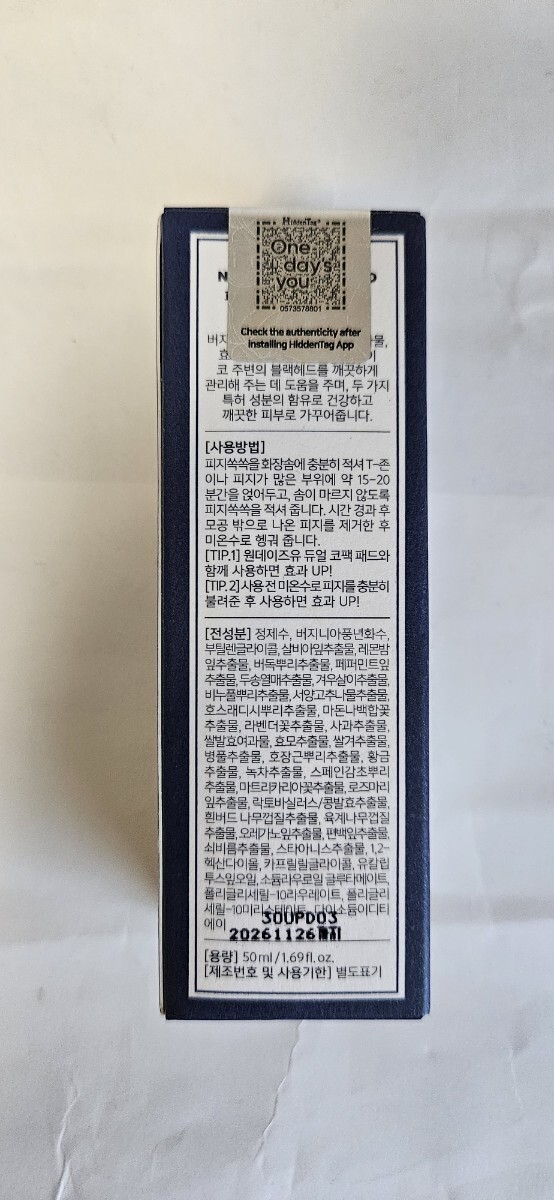 HiddenTag
One
day's
you
0573578801
Check the authenticity after
installing HiddenTag App
코 주변의 블랙헤드를 깨끗하게
관리해 주는 데 도움을 주며, 두 가지
특허 성분의 함유로 건강하고
깨끗한 피부로 가꾸어줍니다.
[사용방법]
피지쏙쏙을 화장솜에 충분히 적셔 T-존
이나 피지가 많은 부위에 약 15-20
분간을 얹어두고, 솜이 마르지 않도록
피지쏙쏙을 적셔 줍니다. 시간 경과 후
모공 밖으로 나온 피지를 제거한 후
미온수로 헹궈 줍니다.
[TIP.1] 원데이즈유 듀얼 코팩 패드와
함께 사용하면 효과 UP!
[TIP.2] 사용 전 미온수로 피지를 충분히
불려준 후 사용하면 효과 UP!
[전성분] 정제수, 버지니아풍년화수,
부틸렌글라이콜, 살비아잎추출물, 레몬밤
잎추출물, 버독뿌리추출물, 페퍼민트잎
추출물, 두송열매추출물, 겨우살이추출물,
비누풀뿌리추출물, 서양고추나물추출물,
호스래디시뿌리추출물, 마돈나백합꽃
추출물, 라벤더꽃추출물, 사과추출물,
쌀발효여과물, 효모추출물, 쌀겨추출물,
병풀추출물, 호장근뿌리추출물, 황금
추출물, 녹차추출물, 스페인감초뿌리
추출물, 마트리카리아꽃추출물, 로즈마리
잎추출물, 락토바실러스/콩발효추출물,
흰버드 나무껍질추출물, 육계나무껍질
추출물, 오레가노잎추출물, 편백잎추출물,
쇠비름추출물, 스타아니스추출물, 1,2-
헥산다이올, 카프릴릴글라이콜, 유칼립
투스잎오일, 소듐라우로일 글루타메이트,
폴리글리세릴-10라우레이트, 폴리글리
세릴-10미리스테이트, 다이소듐이디티
에이
30UPD03
20261126까지
[용량] 50ml/1.69fl.oz.
[제조번호 및 사용기한] 별도표기